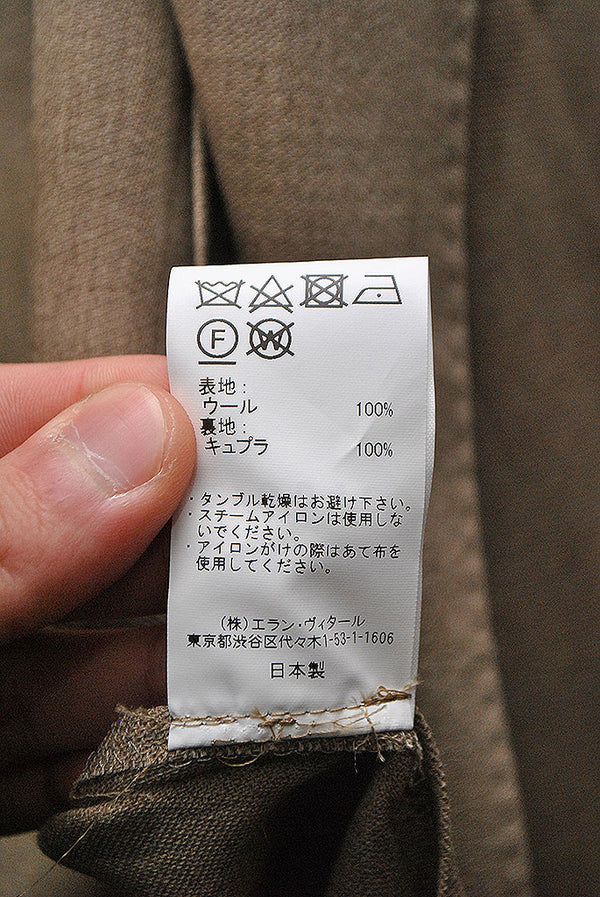 F W
表地：
ウール 100%
裏地：
キュプラ 100%
・タンブル乾燥はお避け下さい。
・スチームアイロンは使用しな
いでください。
・アイロンがけの際はあて布を
使用してください。
(株)エラン・ヴィタール
東京都渋谷区代々木1-53-1-1606
日本製